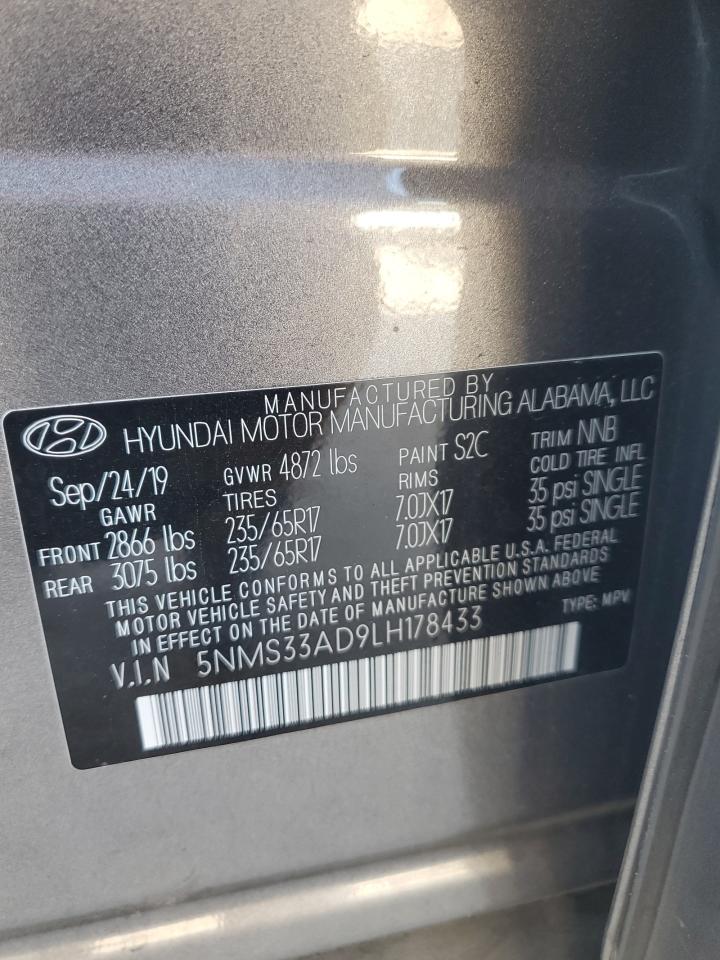 MANUFACTURED BY
HYUNDAI MOTOR MANUFACTURING ALABAMA, LLC
Sep/24/19 GVWR 4872 lbs PAINT S2C TRIM NNB
GAWR TIRES RIMS COLD TIRE INFL
FRONT 2866 lbs 235/65R17 7.0JX17 35 psi SINGLE
REAR 3075 lbs 235/65R17 7.0JX17 35 psi SINGLE
THIS VEHICLE CONFORMS TO ALL APPLICABLE U.S.A. FEDERAL
MOTOR VEHICLE SAFETY AND THEFT PREVENTION STANDARDS
IN EFFECT ON THE DATE OF MANUFACTURE SHOWN ABOVE
V.I.N 5NMS33AD9LH178433 TYPE: MPV